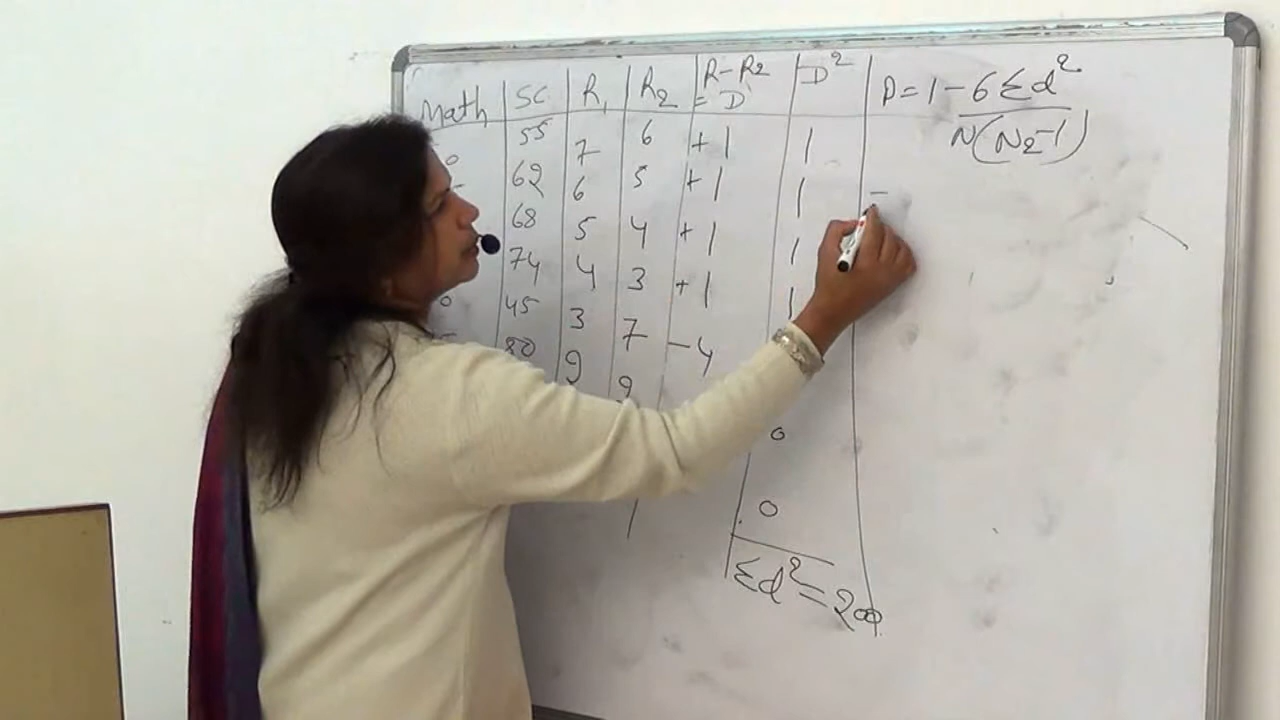 Math SC R1 R2 R-R2 = D D² P = 1 - 6Σd²
N(N2-1)
55 7 6 +1 1
62 6 5 +1 1
68 5 4 +1 1
74 4 3 +1 1
45 3 7 -4
80 9 9
0
0
Σd² = 20